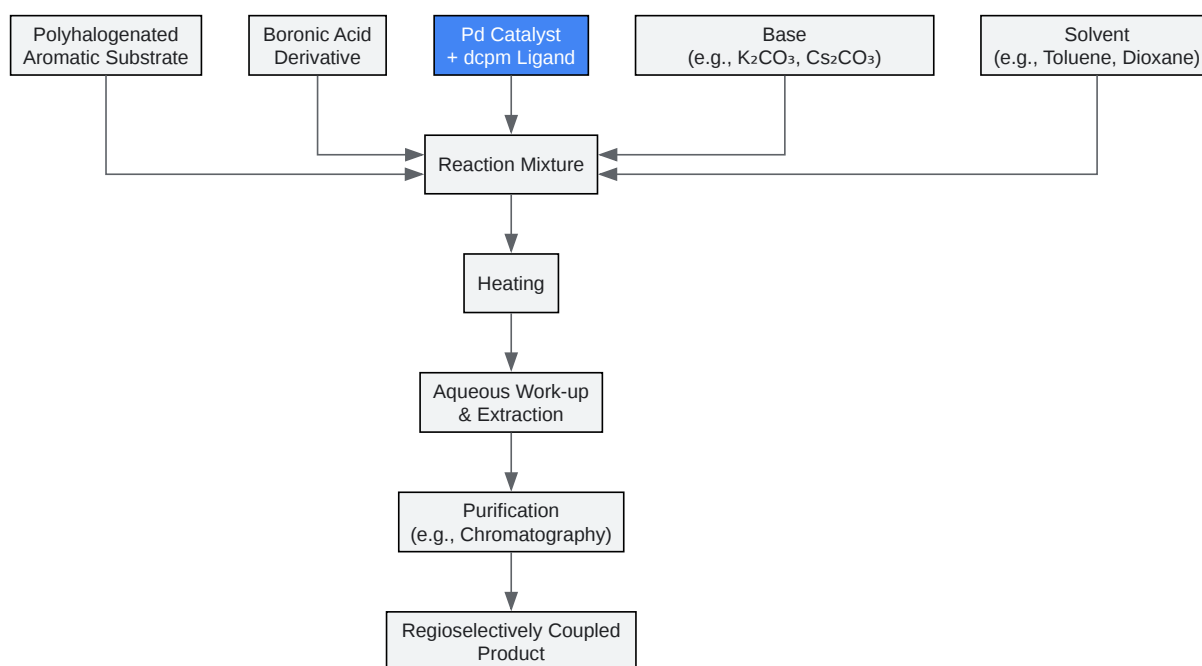 Polyhalogenated
Aromatic Substrate
Boronic Acid
Derivative
Pd Catalyst
+ dcpm Ligand
Base
(e.g., K₂CO₃, Cs₂CO₃)
Solvent
(e.g., Toluene, Dioxane)
Reaction Mixture
Heating
Aqueous Work-up
& Extraction
Purification
(e.g., Chromatography)
Regioselectively Coupled
Product